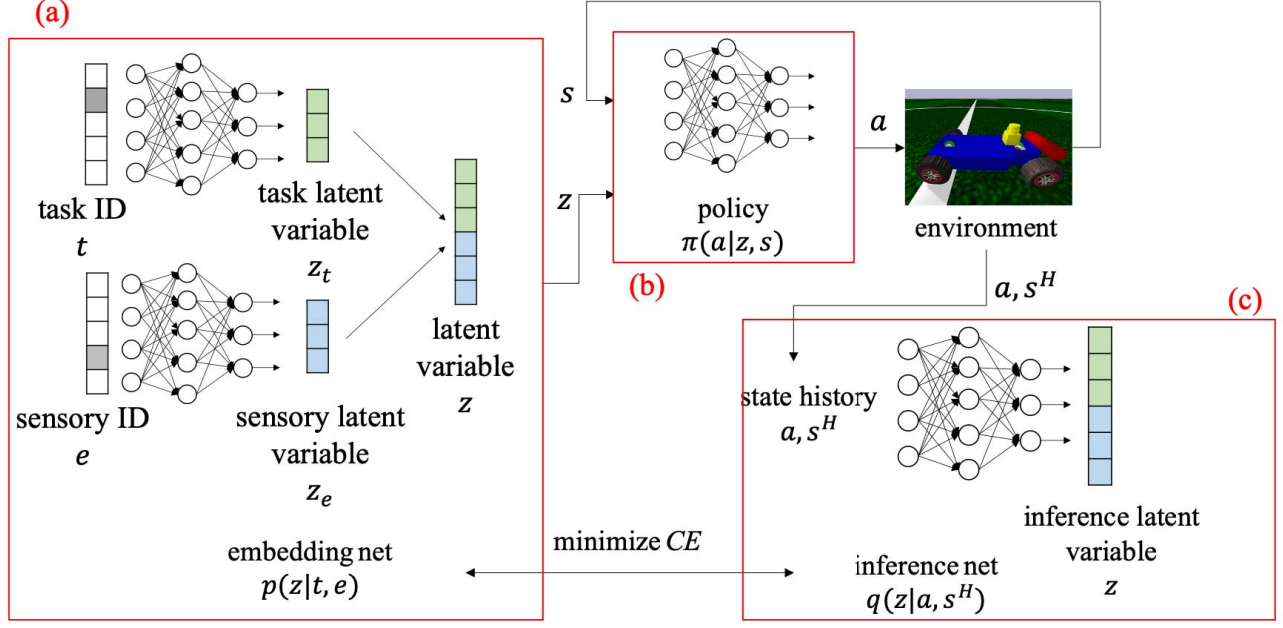 (a)
task ID
t
task latent
variable
z_t
sensory ID
e
sensory latent
variable
z_e
latent
variable
z
embedding net
p(z|t, e)
s
z
policy
π(a|z, s)
(b)
a
environment
a, s^H
(c)
state history
a, s^H
inference latent
variable
z
inference net
q(z|a, s^H)
minimize CE